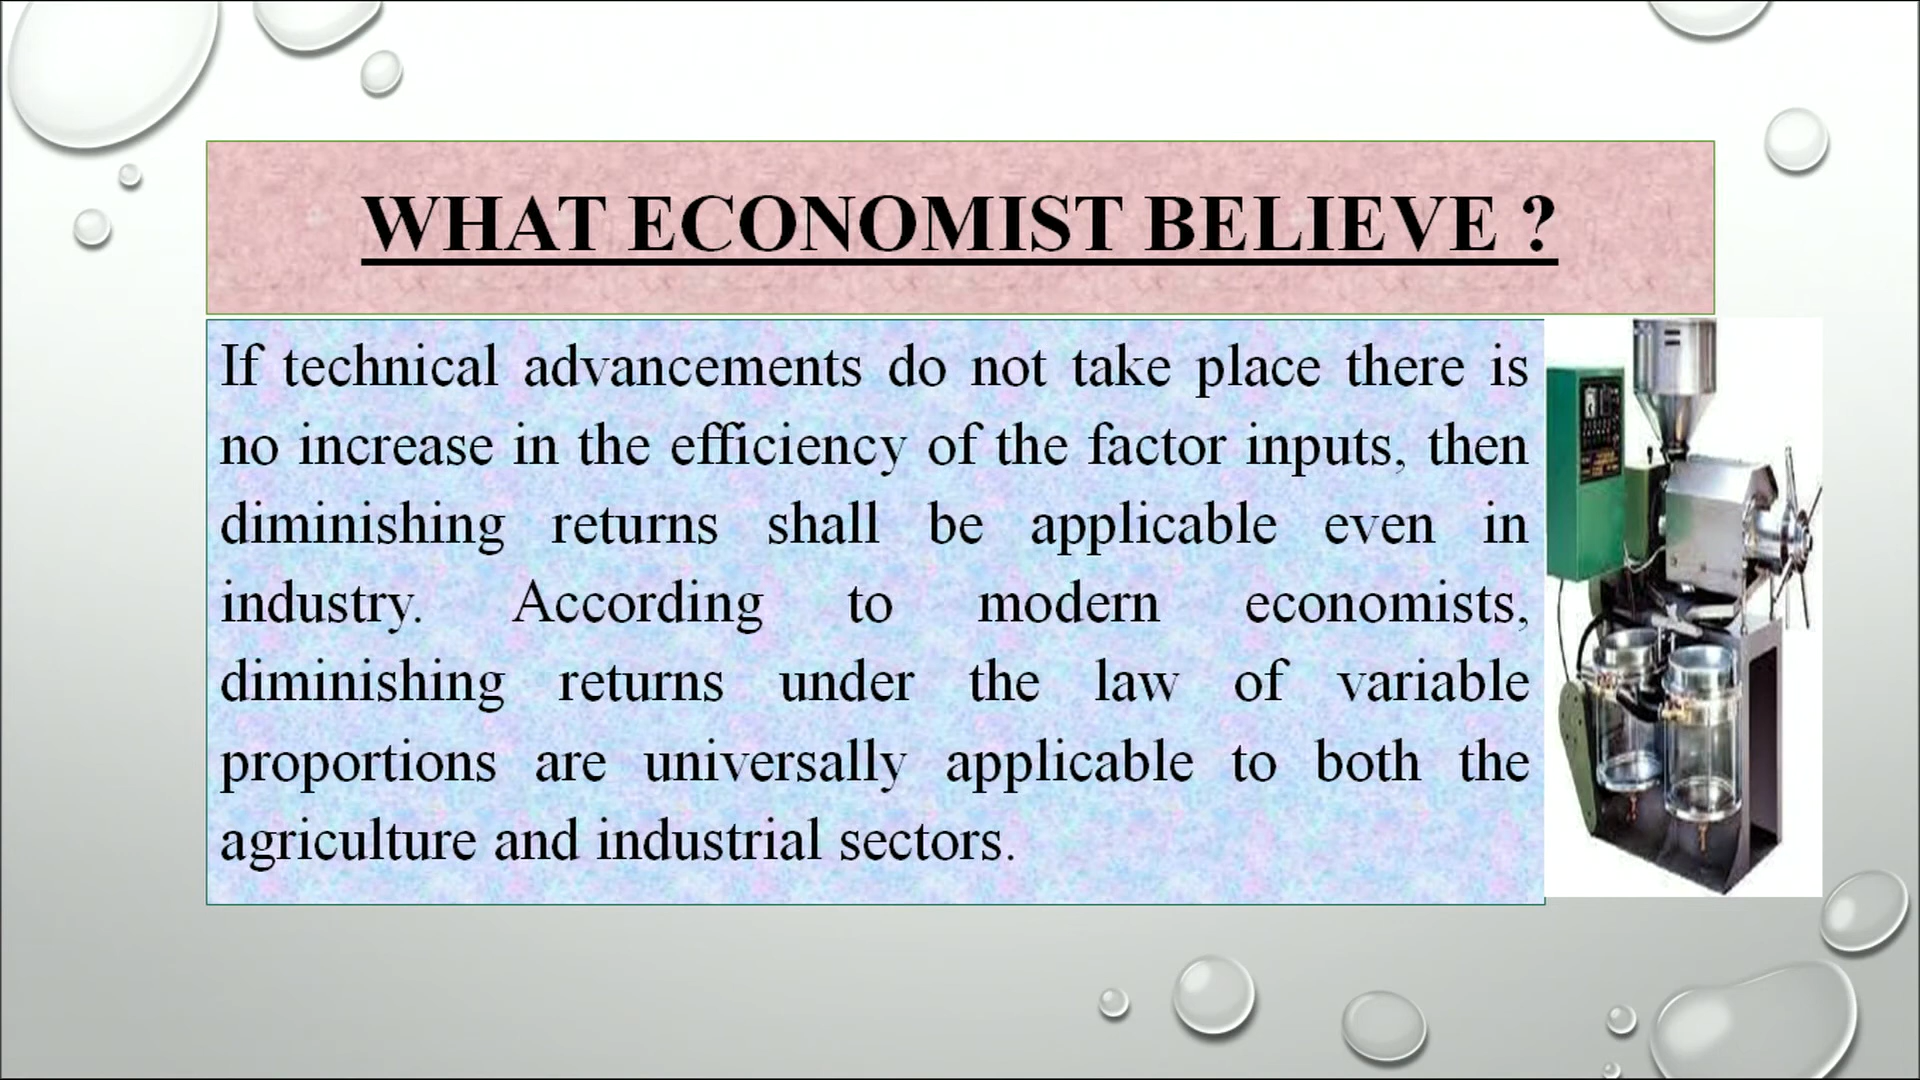 WHAT ECONOMIST BELIEVE ?
If technical advancements do not take place there is
no increase in the efficiency of the factor inputs, then
diminishing returns shall be applicable even in
industry. According to modern economists,
diminishing returns under the law of variable
proportions are universally applicable to both the
agriculture and industrial sectors.